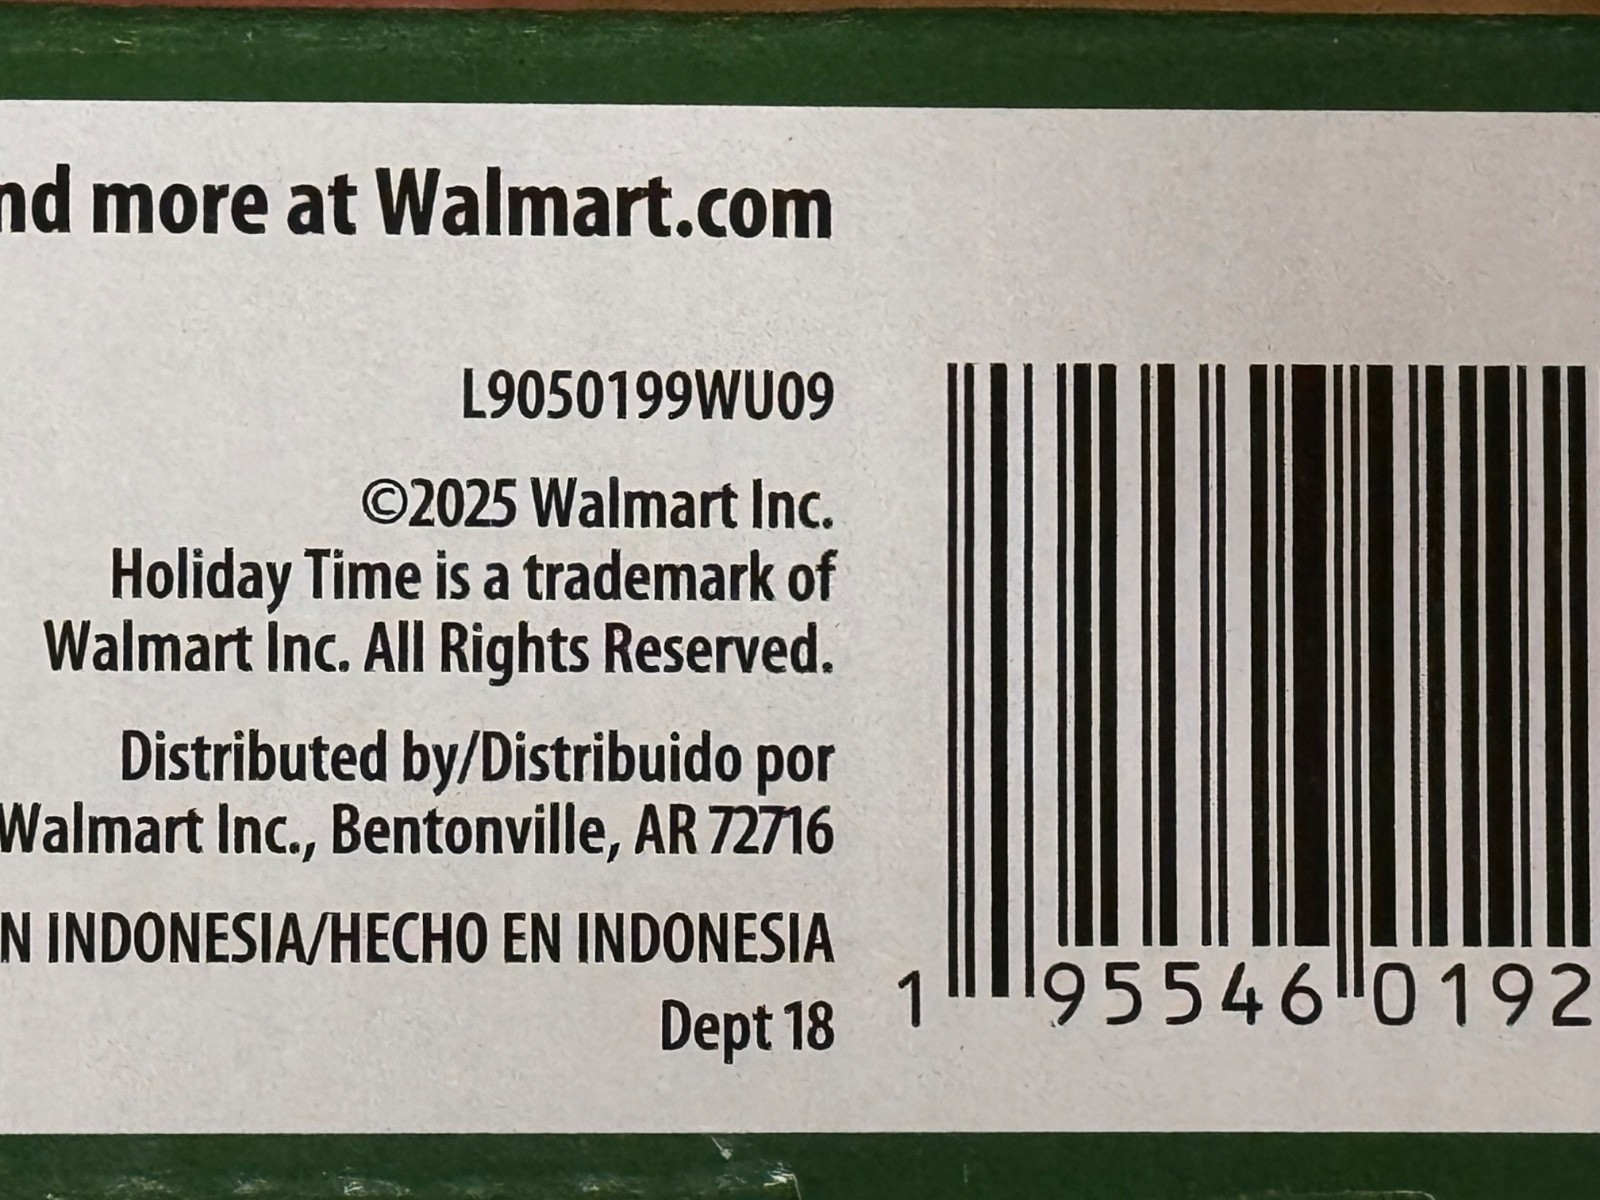 nd more at Walmart.com
L9050199WU09
©2025 Walmart Inc.
Holiday Time is a trademark of
Walmart Inc. All Rights Reserved.
Distributed by/Distribuido por
Walmart Inc., Bentonville, AR 72716
N INDONESIA/HECHO EN INDONESIA
Dept 18
1 95546 0192